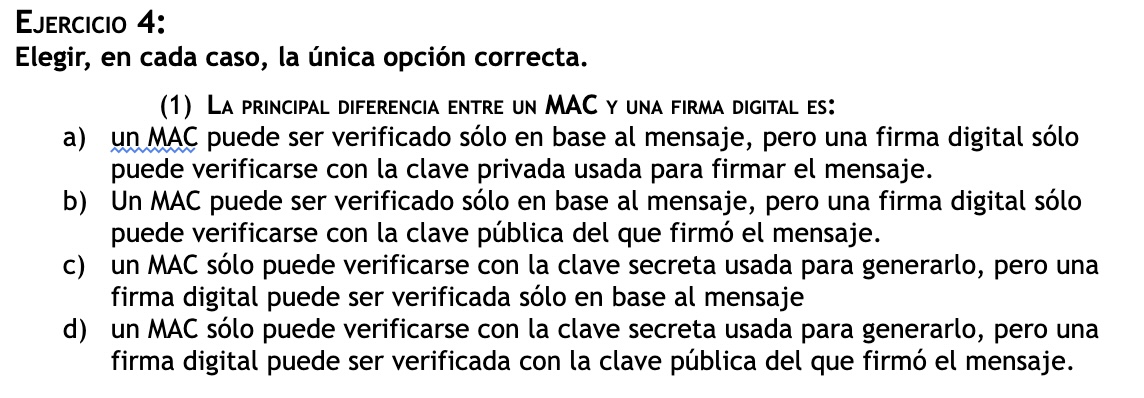 EJERCICIO 4:
Elegir, en cada caso, la única opción correcta.
(1) LA PRINCIPAL DIFERENCIA ENTRE UN MAC Y UNA FIRMA DIGITAL ES:
a) un MAC puede ser verificado sólo en base al mensaje, pero una firma digital sólo
puede verificarse con la clave privada usada para firmar el mensaje.
b) Un MAC puede ser verificado sólo en base al mensaje, pero una firma digital sólo
puede verificarse con la clave pública del que firmó el mensaje.
c) un MAC sólo puede verificarse con la clave secreta usada para generarlo, pero una
firma digital puede ser verificada sólo en base al mensaje
d) un MAC sólo puede verificarse con la clave secreta usada para generarlo, pero una
firma digital puede ser verificada con la clave pública del que firmó el mensaje.